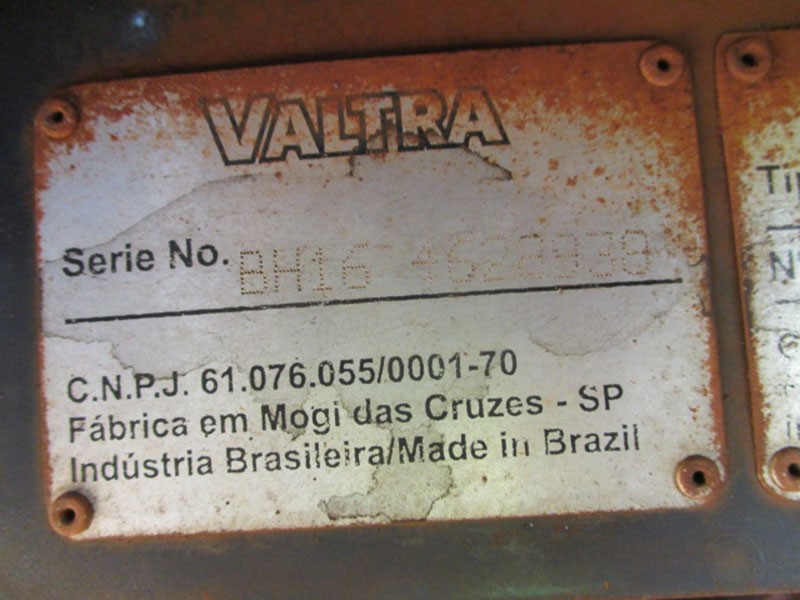 VALTRA
Serie No. BH16
C.N.P.J. 61.076.055/0001-70
Fábrica em Mogi das Cruzes - SP
Indústria Brasileira/Made in Brazil